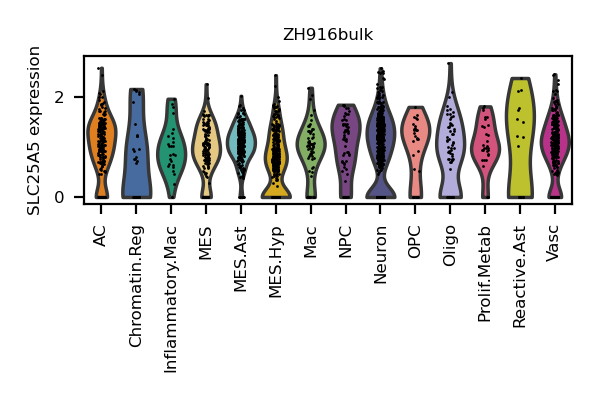 ZH916bulk
SLC25A5 expression
2
0
AC
Chromatin.Reg
Inflammatory.Mac
MES
MES.Ast
MES.Hyp
Mac
NPC
Neuron
OPC
Oligo
Prolif.Metab
Reactive.Ast
Vasc